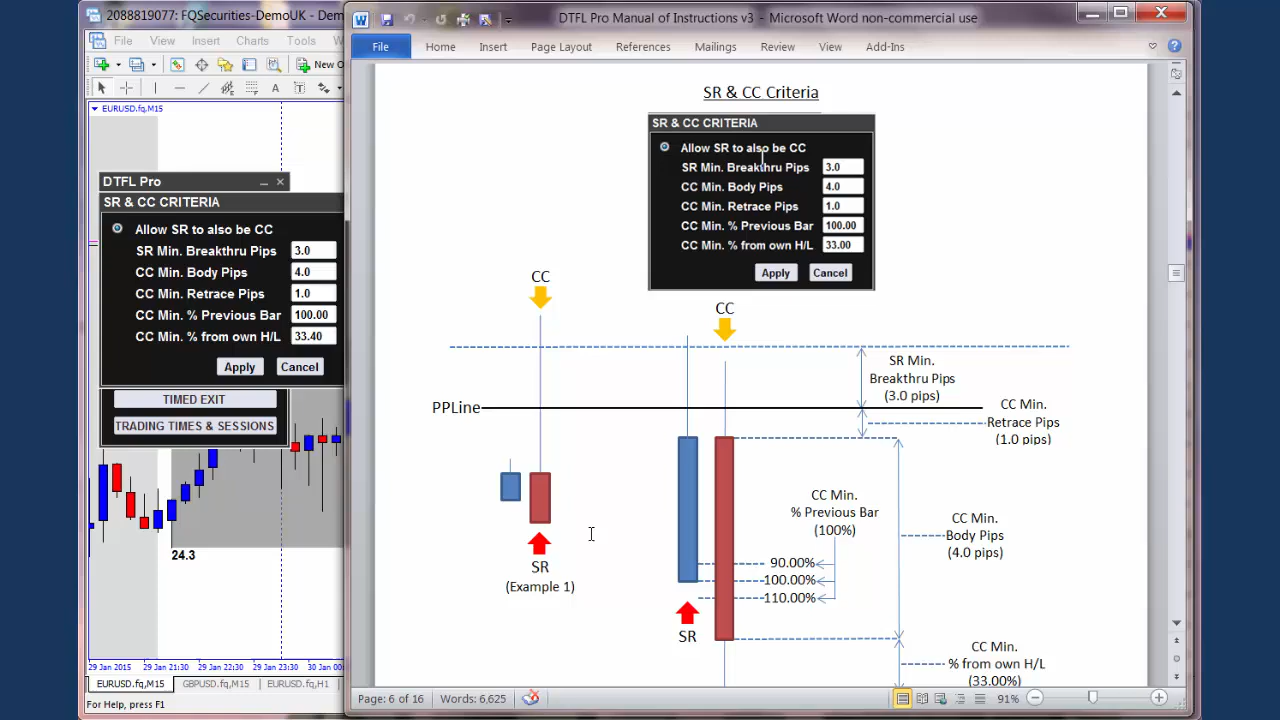 2088819077: FQSecurities-DemoUK - Dem
File View Insert Charts Tools W
New O
EURUSD.fq,M15
DTFL Pro
SR & CC CRITERIA
Allow SR to also be CC
SR Min. Breakthru Pips 3.0
CC Min. Body Pips 4.0
CC Min. Retrace Pips 1.0
CC Min. % Previous Bar 100.00
CC Min. % from own H/L 33.40
Apply Cancel
TIMED EXIT
TRADING TIMES & SESSIONS
24.3
29 Jan 2015 29 Jan 21:30 29 Jan 22:30 29 Jan 23:30 30 Jan 00
EURUSD.fq,M15 GBPUSD.fq,M15 EURUSD.fq,H1
For Help, press F1
DTFL Pro Manual of Instructions v3 - Microsoft Word non-commercial use
File Home Insert Page Layout References Mailings Review View Add-Ins
SR & CC Criteria
SR & CC CRITERIA
Allow SR to also be CC
SR Min. Breakthru Pips 3.0
CC Min. Body Pips 4.0
CC Min. Retrace Pips 1.0
CC Min. % Previous Bar 100.00
CC Min. % from own H/L 33.00
Apply Cancel
CC
CC
SR Min.
Breakthru Pips
(3.0 pips)
PPLine
CC Min.
Retrace Pips
(1.0 pips)
CC Min.
% Previous Bar
(100%)
CC Min.
Body Pips
(4.0 pips)
90.00%
100.00%
110.00%
SR
(Example 1)
SR
CC Min.
% from own H/L
(33.00%)
Page: 6 of 16 Words: 6,625 91%